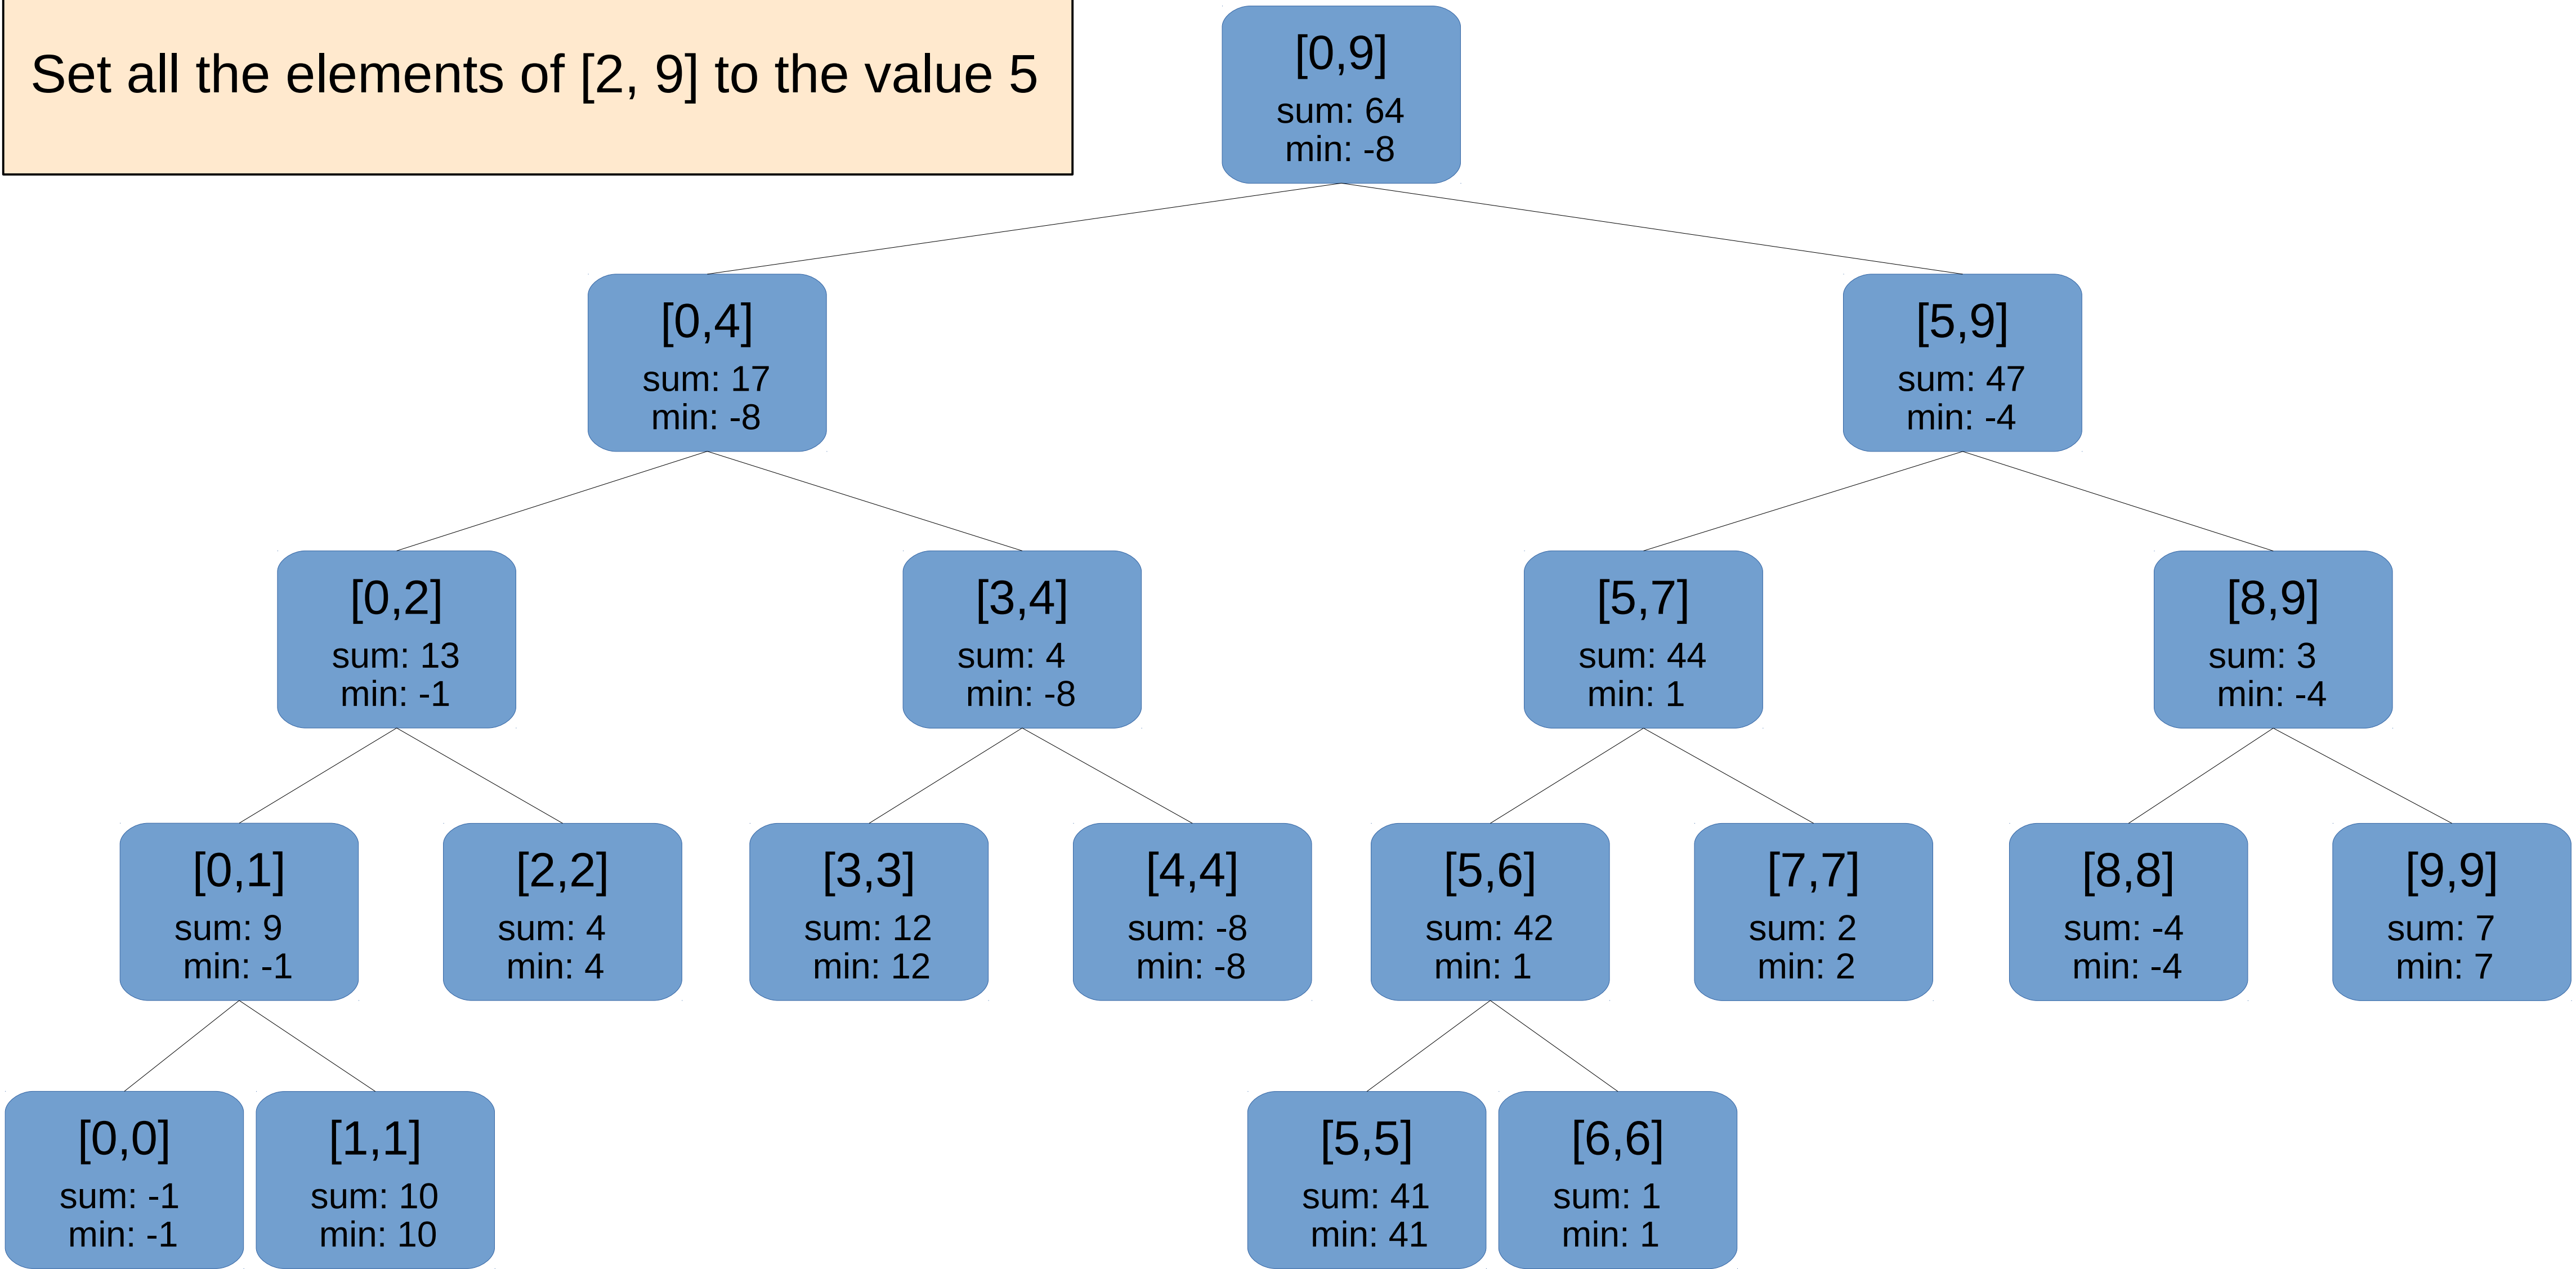 Set all the elements of [2, 9] to the value 5
[0,9]
sum: 64
min: -8
[0,4]
sum: 17
min: -8
[5,9]
sum: 47
min: -4
[0,2]
sum: 13
min: -1
[3,4]
sum: 4
min: -8
[5,7]
sum: 44
min: 1
[8,9]
sum: 3
min: -4
[0,1]
sum: 9
min: -1
[2,2]
sum: 4
min: 4
[3,3]
sum: 12
min: 12
[4,4]
sum: -8
min: -8
[5,6]
sum: 42
min: 1
[7,7]
sum: 2
min: 2
[8,8]
sum: -4
min: -4
[9,9]
sum: 7
min: 7
[0,0]
sum: -1
min: -1
[1,1]
sum: 10
min: 10
[5,5]
sum: 41
min: 41
[6,6]
sum: 1
min: 1